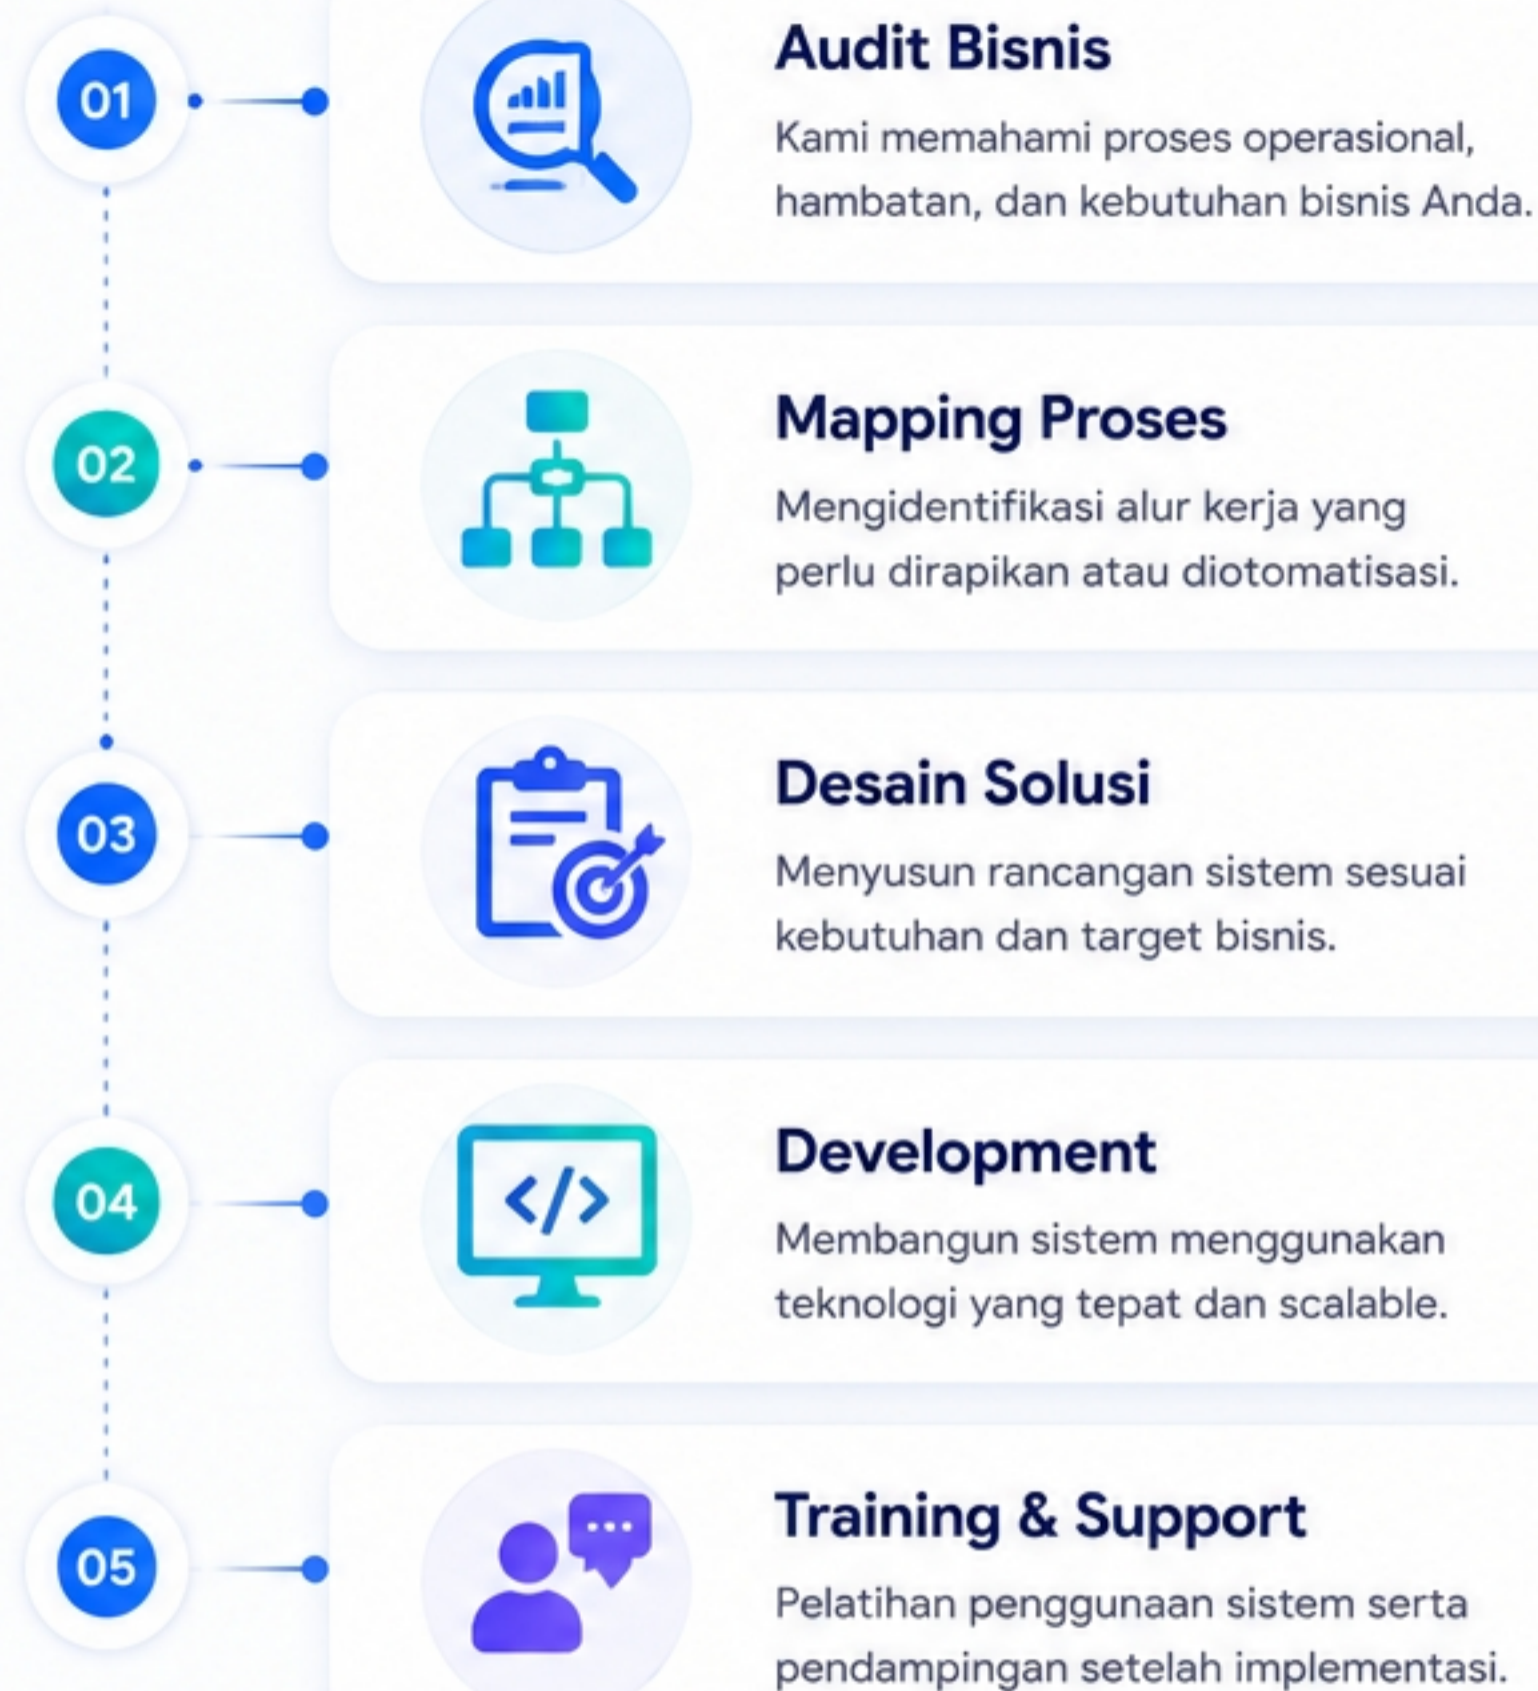 01
Audit Bisnis
Kami memahami proses operasional,
hambatan, dan kebutuhan bisnis Anda.
02
Mapping Proses
Mengidentifikasi alur kerja yang
perlu dirapikan atau diotomatisasi.
03
Desain Solusi
Menyusun rancangan sistem sesuai
kebutuhan dan target bisnis.
04
</>
Development
Membangun sistem menggunakan
teknologi yang tepat dan scalable.
05
Training & Support
Pelatihan penggunaan sistem serta
pendampingan setelah implementasi.